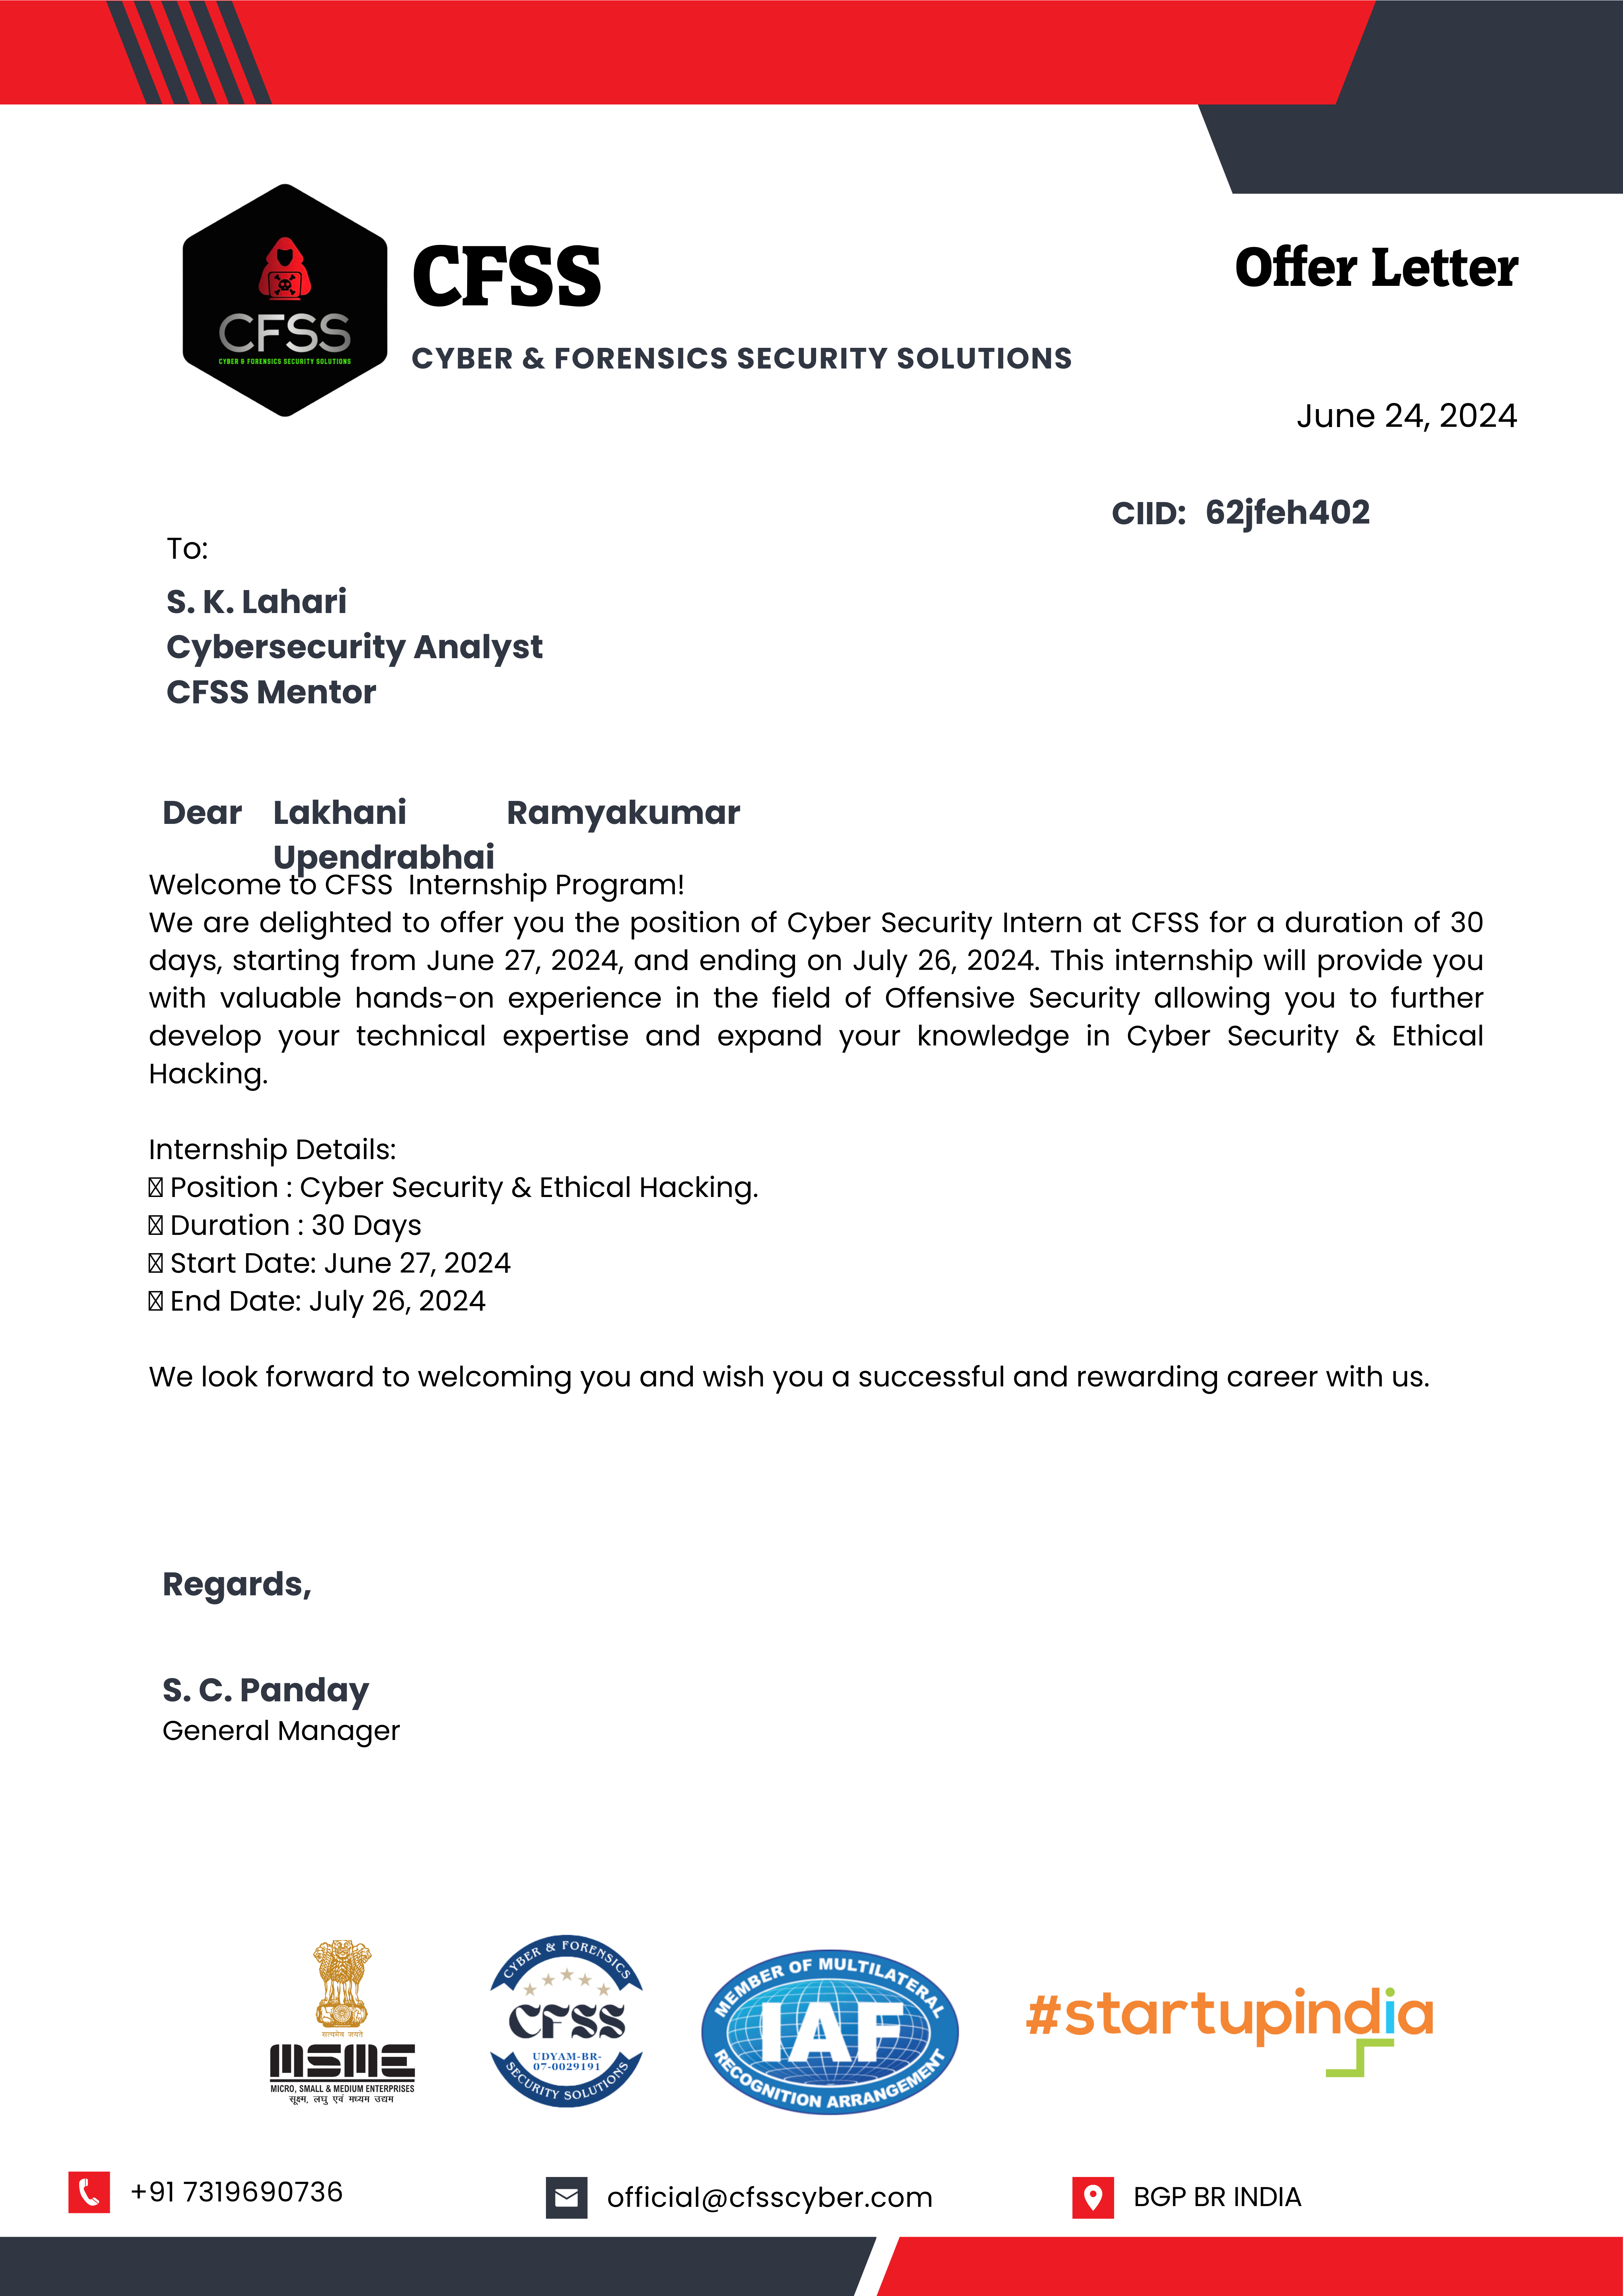 CFSS
CYBER & FORENSICS SECURITY SOLUTIONS
CFSS
CYBER & FORENSICS SECURITY SOLUTIONS
Offer Letter
June 24, 2024
CIID: 62jfeh402
To:
S. K. Lahari
Cybersecurity Analyst
CFSS Mentor
Dear Lakhani Ramyakumar
Upendrabhai
Welcome to CFSS Internship Program!
We are delighted to offer you the position of Cyber Security Intern at CFSS for a duration of 30
days, starting from June 27, 2024, and ending on July 26, 2024. This internship will provide you
with valuable hands-on experience in the field of Offensive Security allowing you to further
develop your technical expertise and expand your knowledge in Cyber Security & Ethical
Hacking.
Internship Details:
Position : Cyber Security & Ethical Hacking.
Duration : 30 Days
Start Date: June 27, 2024
End Date: July 26, 2024
We look forward to welcoming you and wish you a successful and rewarding career with us.
Regards,
S. C. Panday
General Manager
सत्यमेव जयते
MSME
MICRO, SMALL & MEDIUM ENTERPRISES
सूक्ष्म, लघु एवं मध्यम उद्यम
CYBER & FORENSICS
CFSS
UDYAM-BR-
07-0029191
SECURITY SOLUTIONS
MEMBER OF MULTILATERAL
IAF
RECOGNITION ARRANGEMENT
#startupindia
+91 7319690736
official@cfsscyber.com
BGP BR INDIA